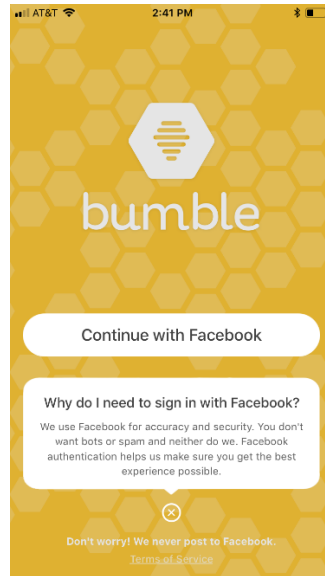 AT&T 2:41 PM
bumble
Continue with Facebook
Why do I need to sign in with Facebook?
We use Facebook for accuracy and security. You don't
want bots or spam and neither do we. Facebook
authentication helps us make sure you get the best
experience possible.
Don't worry! We never post to Facebook.
Terms of Service